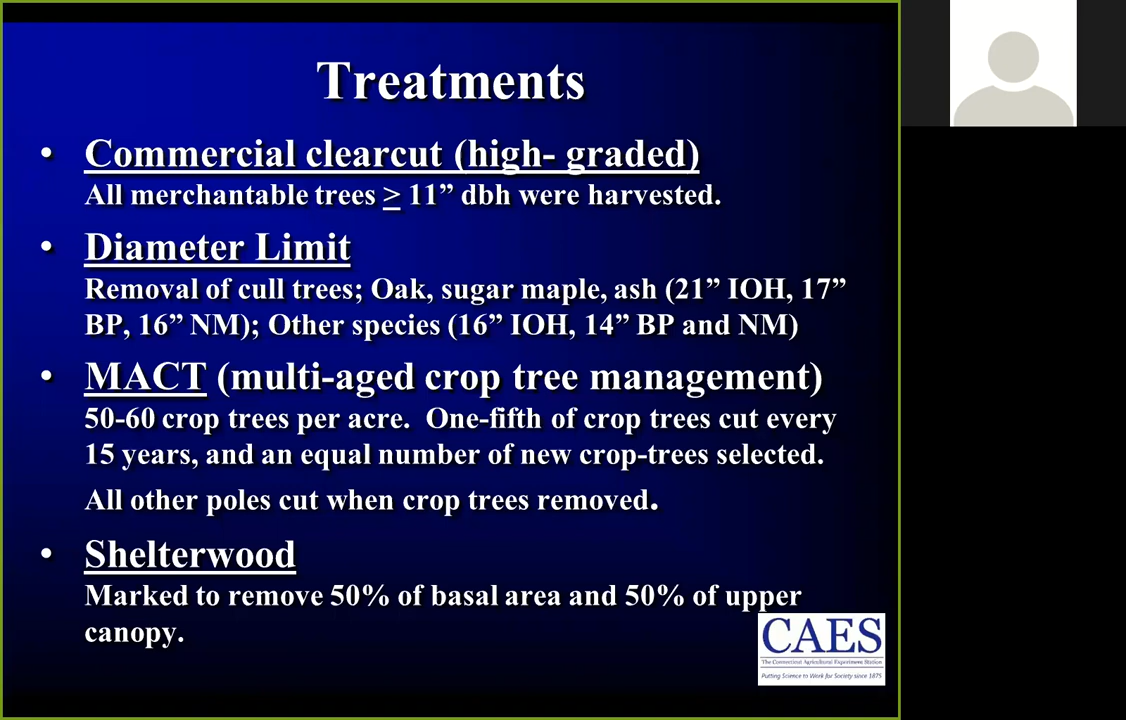 Treatments
• Commercial clearcut (high- graded)
All merchantable trees ≥ 11” dbh were harvested.
• Diameter Limit
Removal of cull trees; Oak, sugar maple, ash (21” IOH, 17”
BP, 16” NM); Other species (16” IOH, 14” BP and NM)
• MACT (multi-aged crop tree management)
50-60 crop trees per acre.  One-fifth of crop trees cut every
15 years, and an equal number of new crop-trees selected.
All other poles cut when crop trees removed.
• Shelterwood
Marked to remove 50% of basal area and 50% of upper
canopy.
CAES
The Connecticut Agricultural Experiment Station
Putting Science to Work for Society since 1875